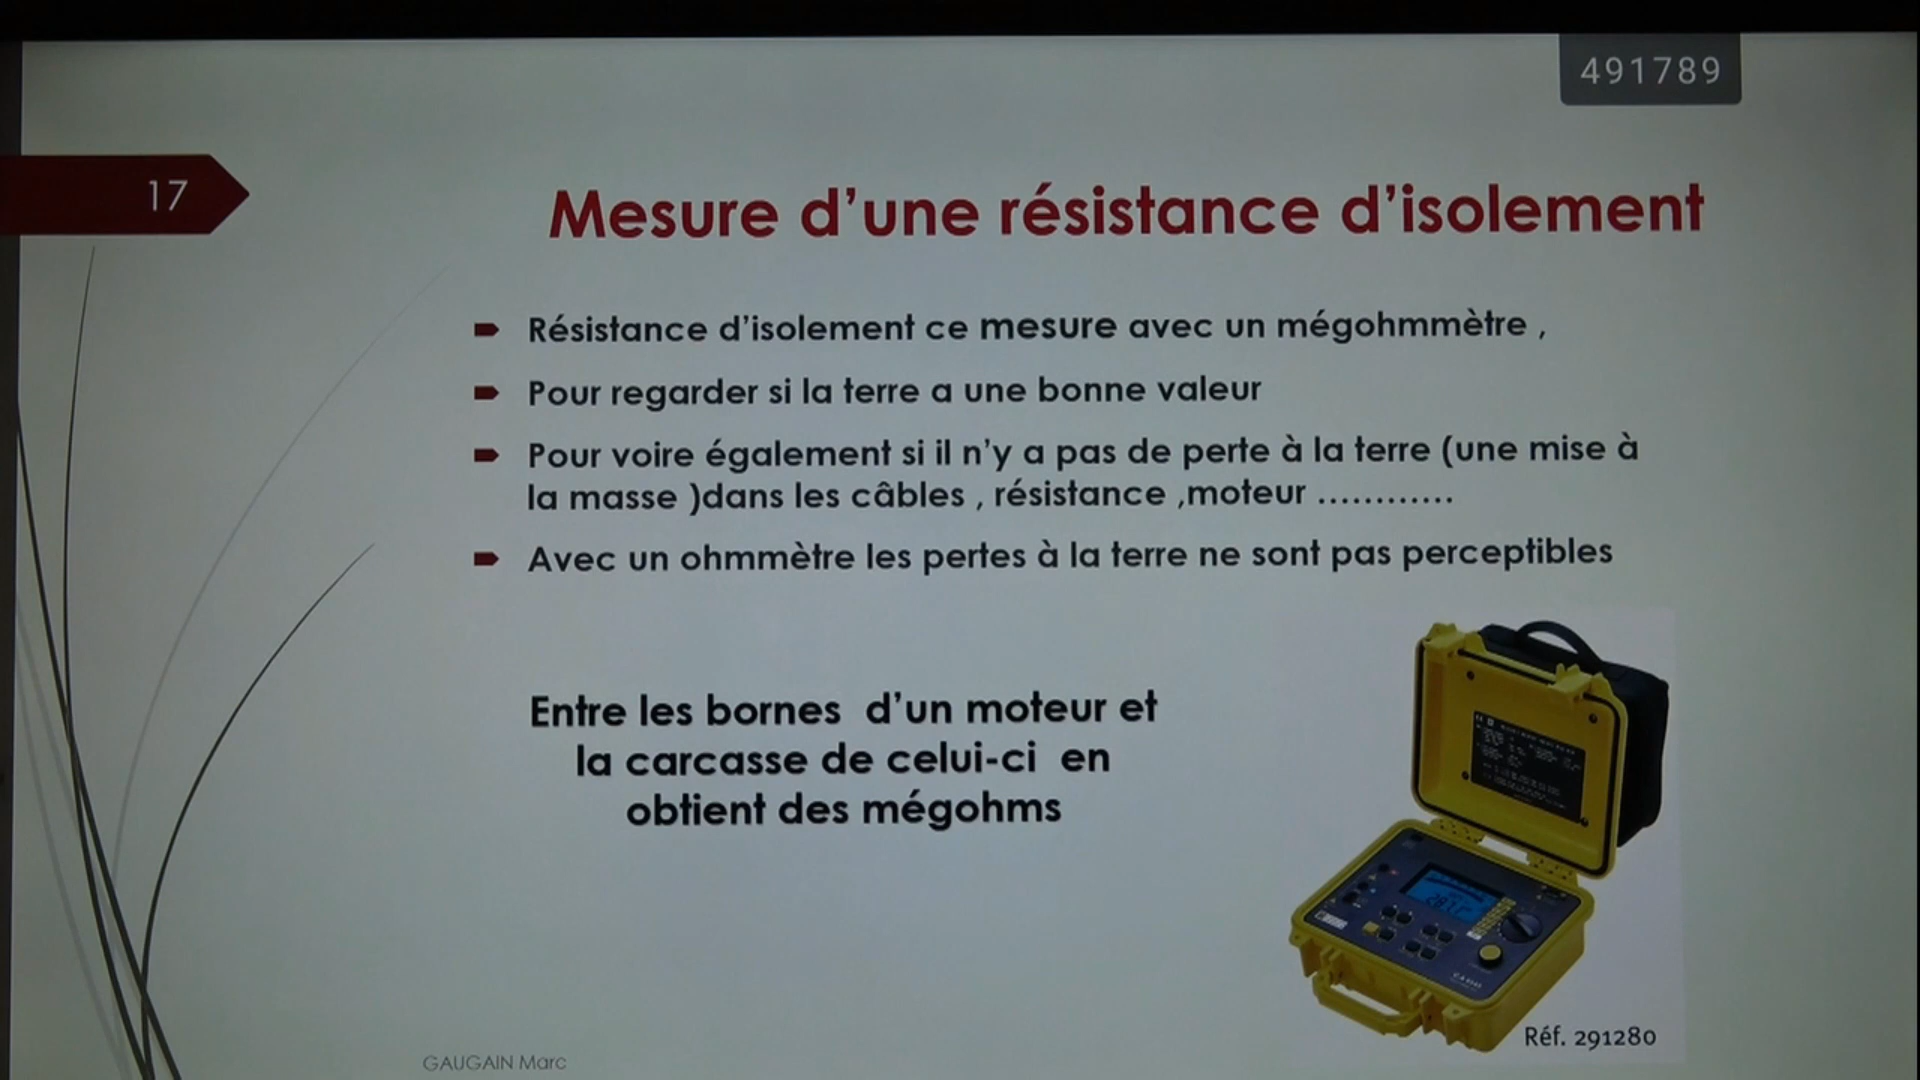 491789
17
Mesure d’une résistance d’isolement
Résistance d’isolement ce mesure avec un mégohmmètre ,
Pour regarder si la terre a une bonne valeur
Pour voire également si il n’y a pas de perte à la terre (une mise à
la masse )dans les câbles , résistance ,moteur ............
Avec un ohmmètre les pertes à la terre ne sont pas perceptibles
Entre les bornes d’un moteur et
la carcasse de celui-ci en
obtient des mégohms
Réf. 291280
GAUGAIN Marc